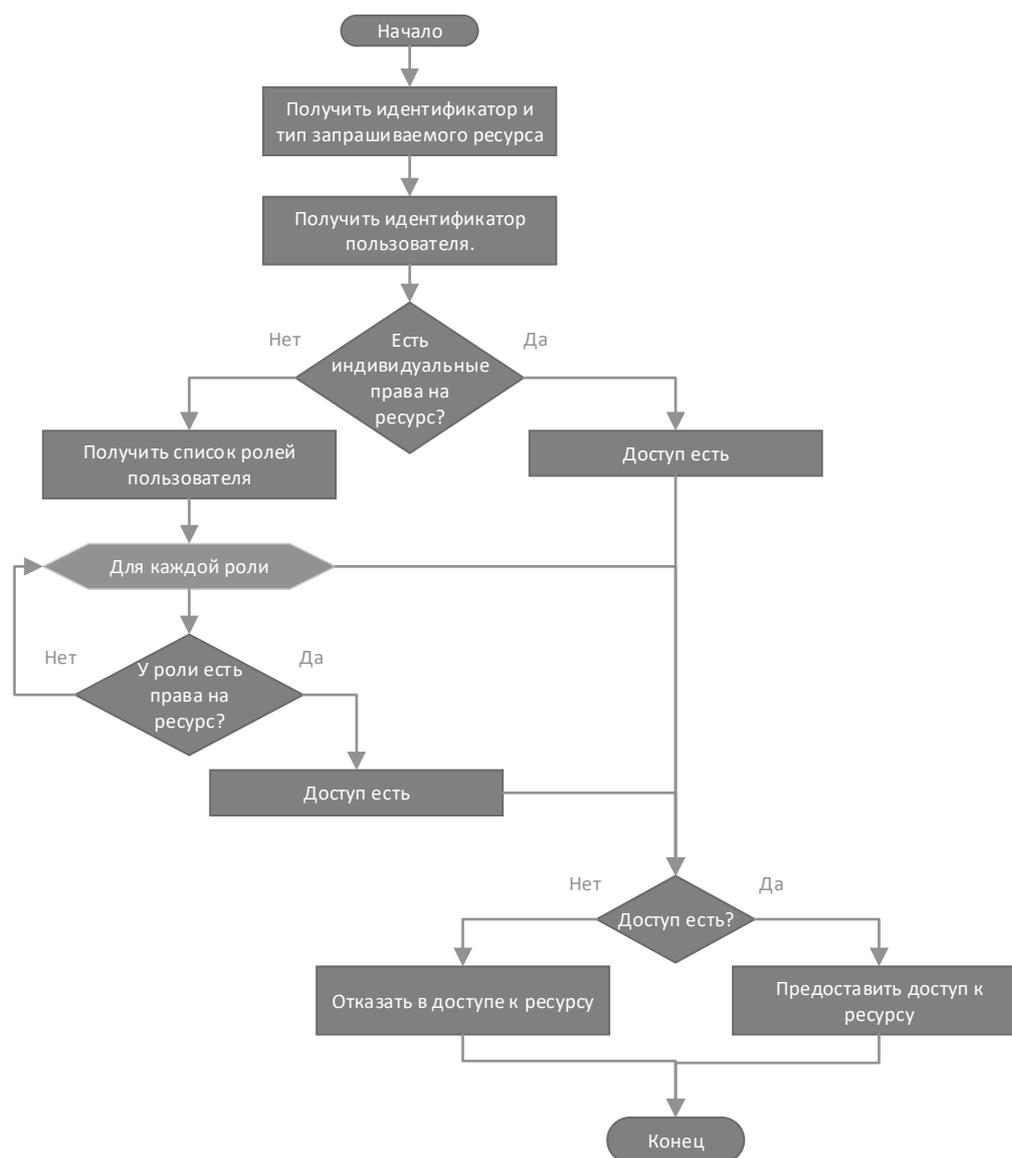 Начало
Получить идентификатор и
тип запрашиваемого ресурса
Получить идентификатор
пользователя.
Нет
Есть
индивидуальные
права на
ресурс?
Да
Получить список ролей
пользователя
Доступ есть
Для каждой роли
Нет
У роли есть
права на
ресурс?
Да
Доступ есть
Нет
Доступ есть?
Да
Отказать в доступе к ресурсу
Предоставить доступ к
ресурсу
Конец